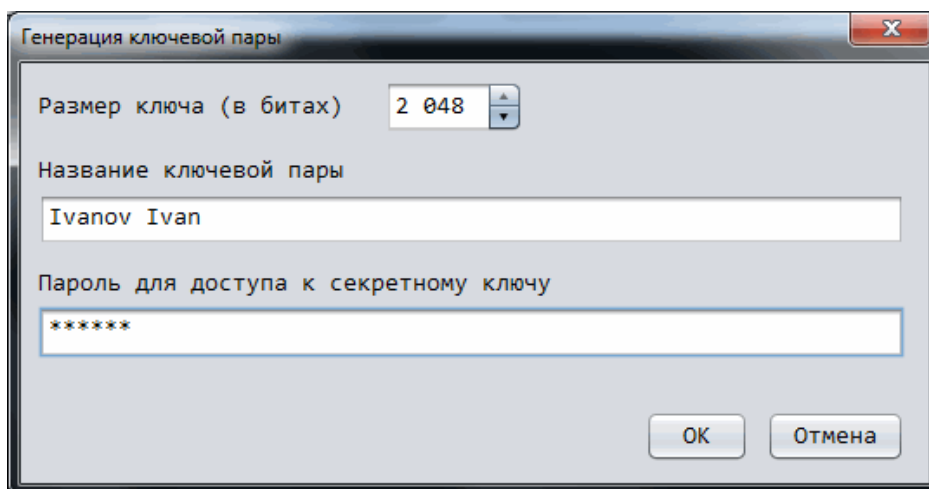 Генерация ключевой пары
Размер ключа (в битах) 2 048
Название ключевой пары
Ivanov Ivan
Пароль для доступа к секретному ключу
******
OK Отмена